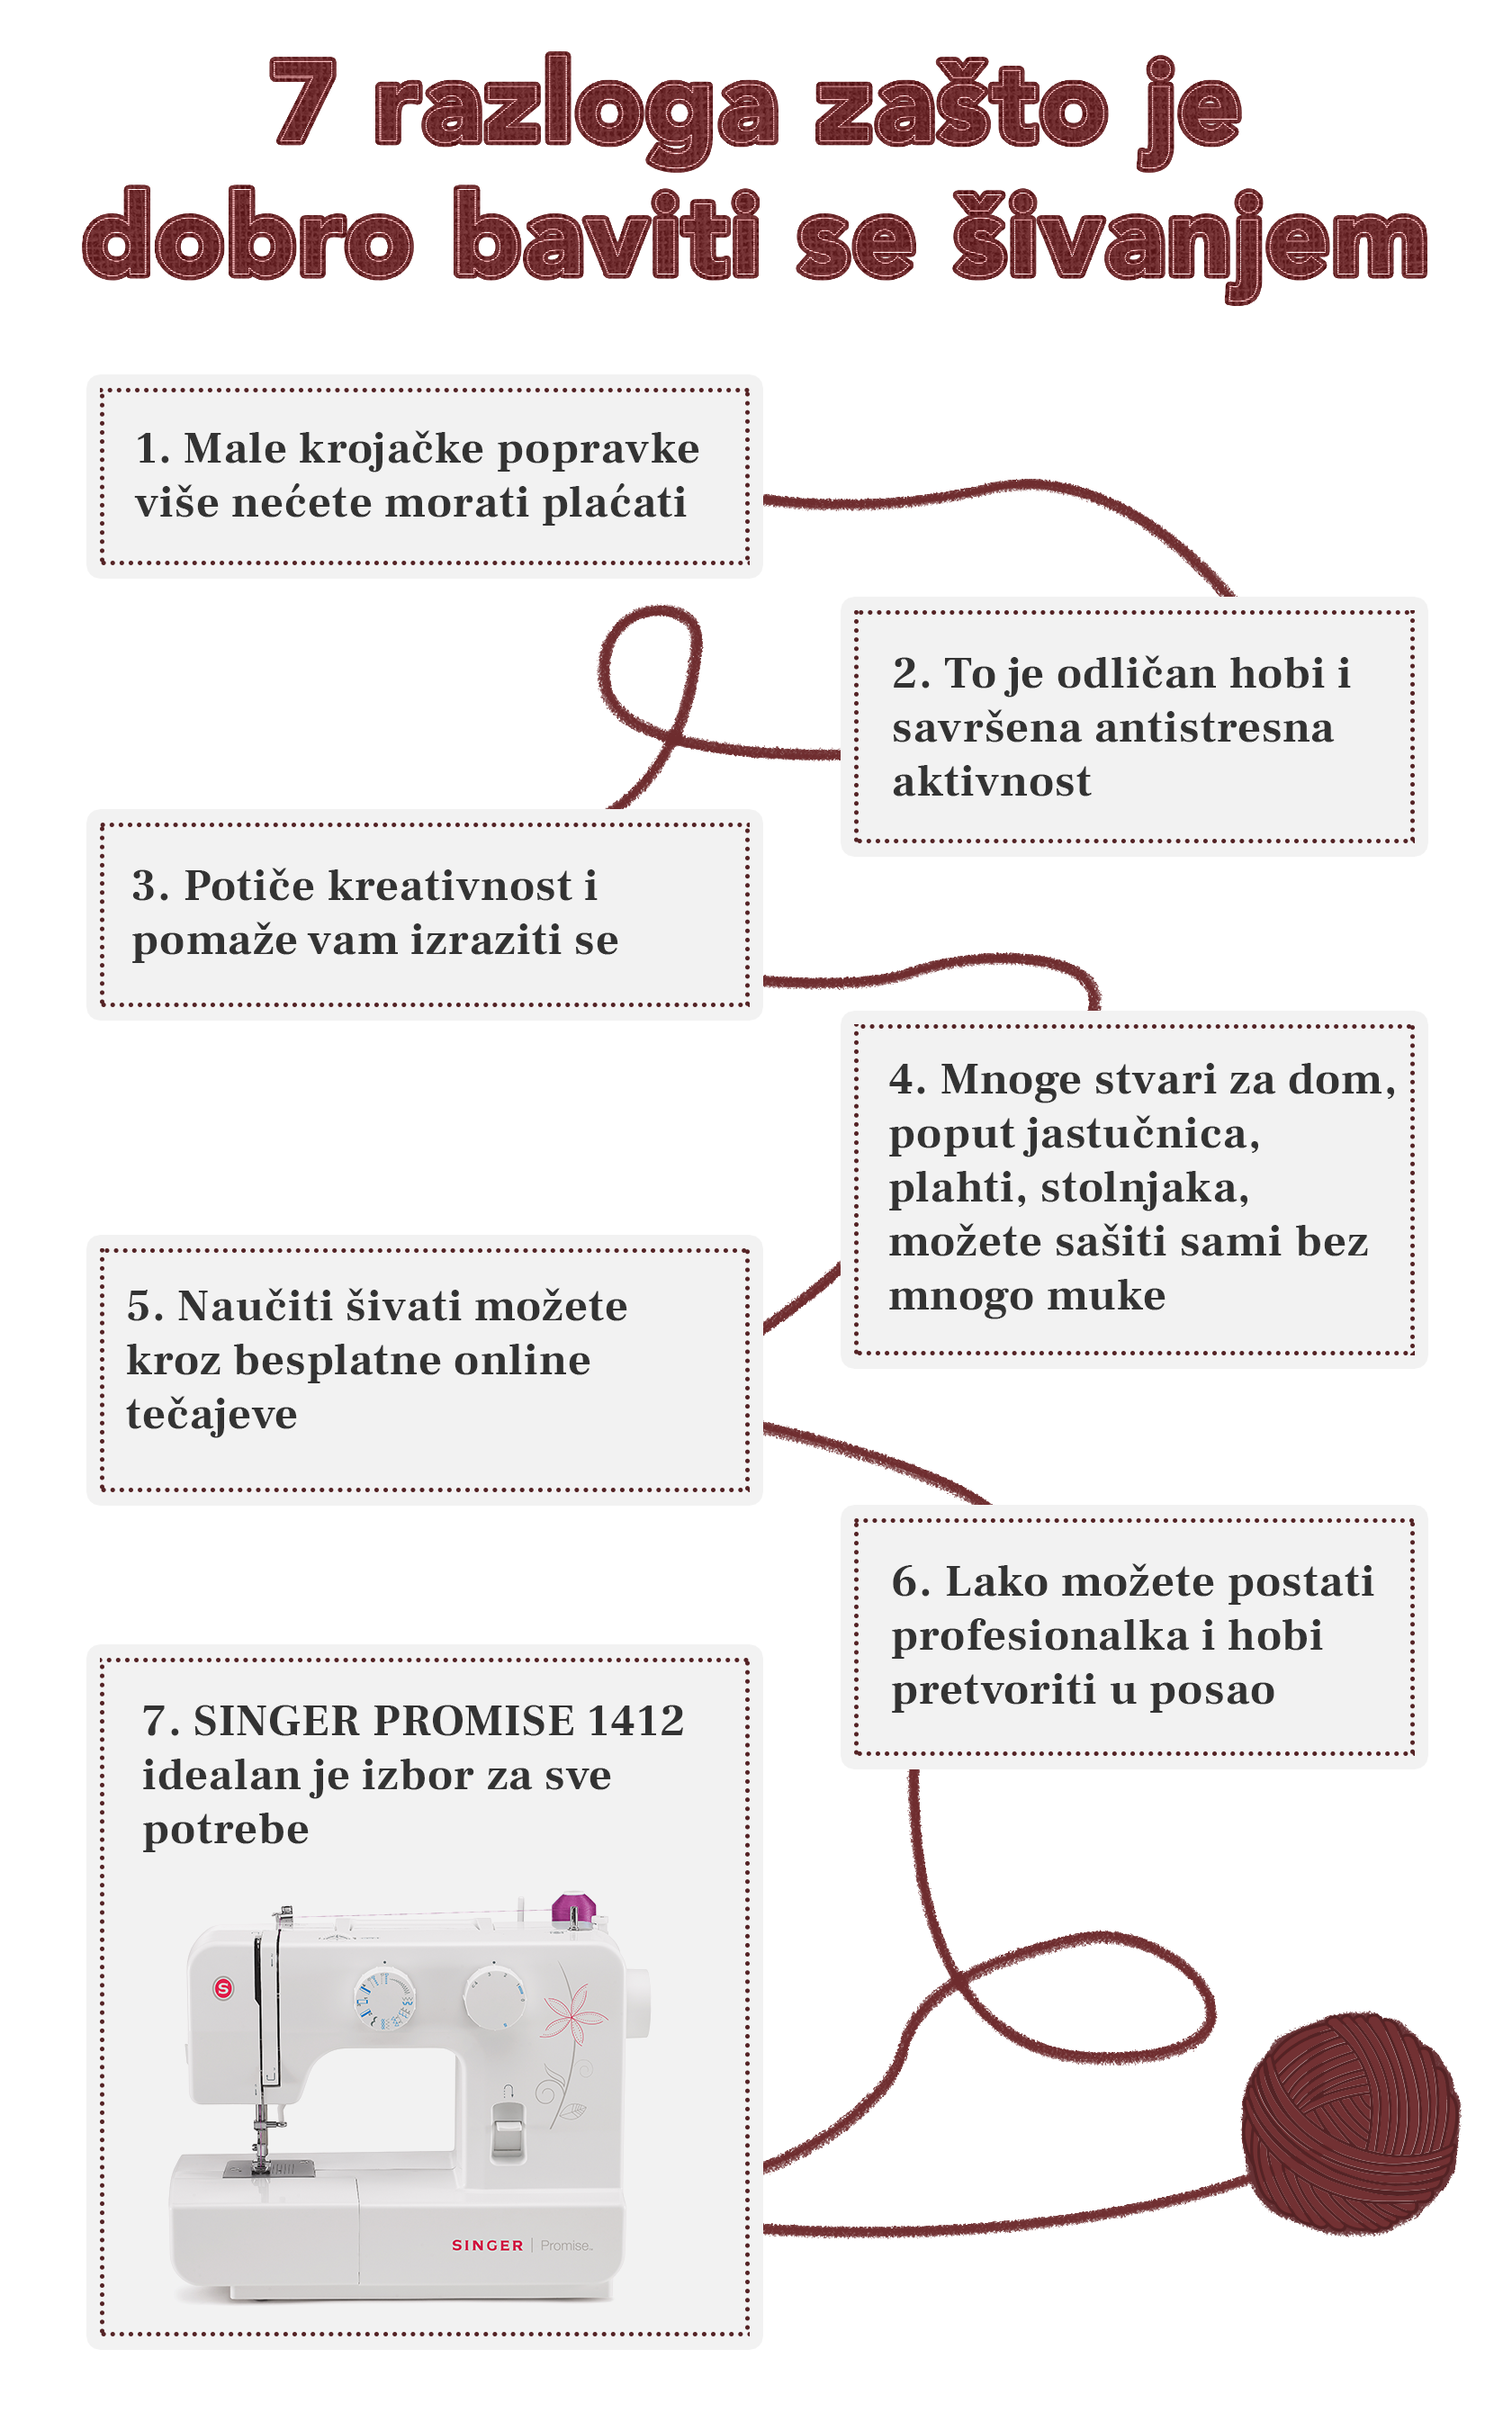 7 razloga zašto je
dobro baviti se šivanjem
1. Male krojačke popravke
više nećete morati plaćati
2. To je odličan hobi i
savršena antistresna
aktivnost
3. Potiče kreativnost i
pomaže vam izraziti se
4. Mnoge stvari za dom,
poput jastučnica,
plahti, stolnjaka,
možete sašiti sami bez
mnogo muke
5. Naučiti šivati možete
kroz besplatne online
tečajeve
6. Lako možete postati
profesionalka i hobi
pretvoriti u posao
7. SINGER PROMISE 1412
idealan je izbor za sve
potrebe
S
SINGER | Promise